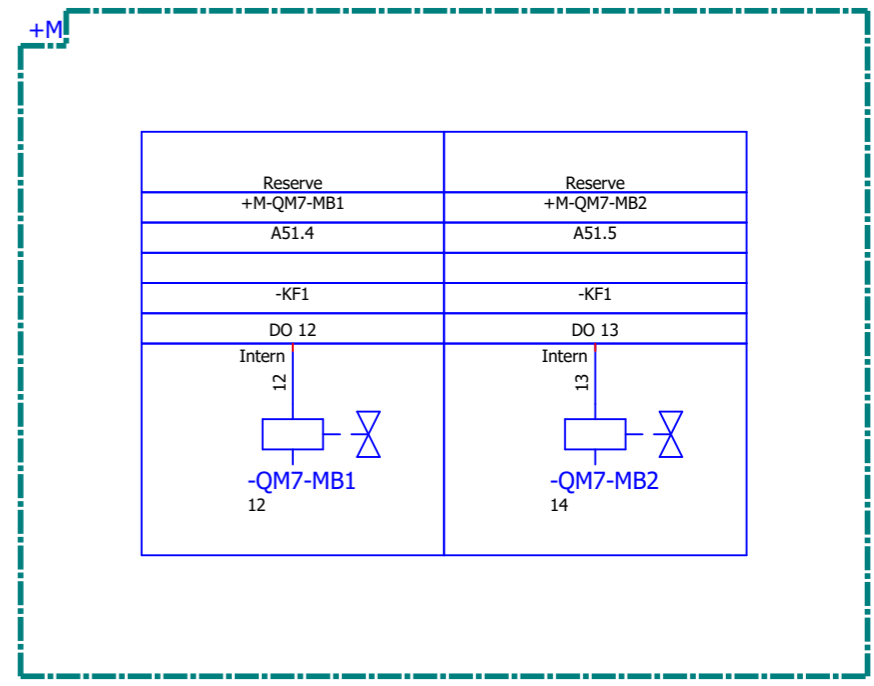 +M
Reserve Reserve
+M-QM7-MB1 +M-QM7-MB2
A51.4 A51.5
-KF1 -KF1
DO 12 DO 13
Intern Intern
12 13
-QM7-MB1 -QM7-MB2
12 14